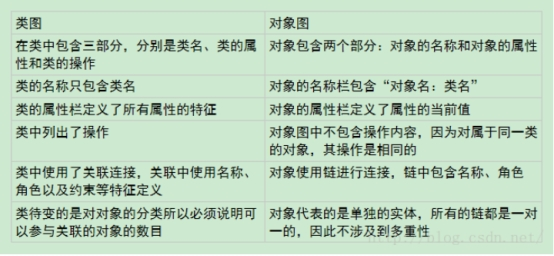 类图 对象图
在类中包含三部分，分别是类名、类的属 对象包含两个部分：对象的名称和对象的属性
性和类的操作
类的名称只包含类名 对象的名称栏包含“对象名：类名”
类的属性栏定义了所有属性的特征 对象的属性栏定义了属性的当前值
类中列出了操作 对象图中不包含操作内容，因为对属于同一类
的对象，其操作是相同的
类中使用了关联连接，关联中使用名称、 对象使用链进行连接，链中包含名称、角色
角色以及约束等特征定义
类待变的是对对象的分类所以必须说明可 对象代表的是单独的实体，所有的链都是一对
以参与关联的对象的数目 一的，因此不涉及到多重性
http://blog.csdn.net/